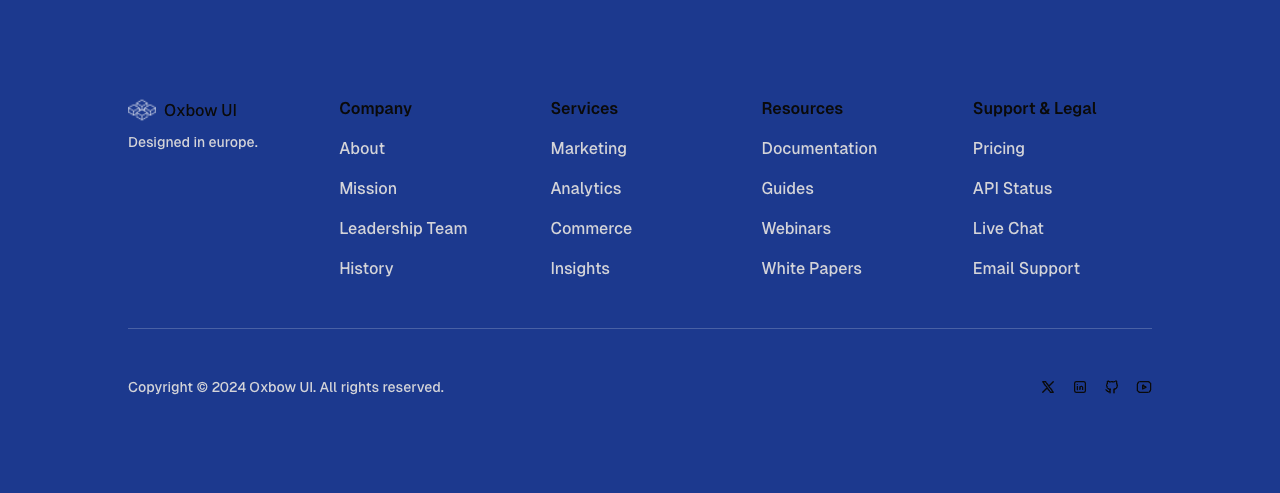 Oxbow UI
Designed in europe.
Company
About
Mission
Leadership Team
History
Services
Marketing
Analytics
Commerce
Insights
Resources
Documentation
Guides
Webinars
White Papers
Support & Legal
Pricing
API Status
Live Chat
Email Support
Copyright © 2024 Oxbow UI. All rights reserved.